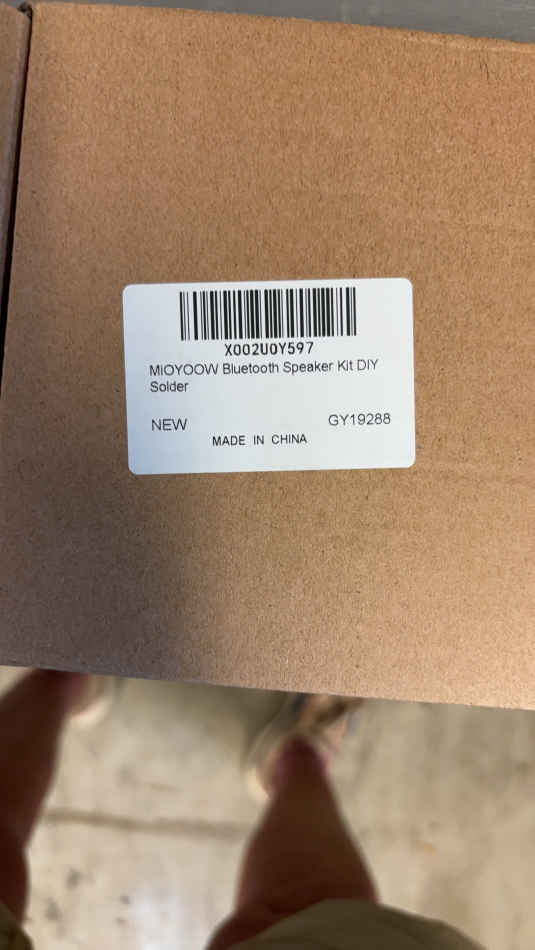 X002U0Y597
MIOYOOW Bluetooth Speaker Kit DIY
Solder
NEW GY19288
MADE IN CHINA